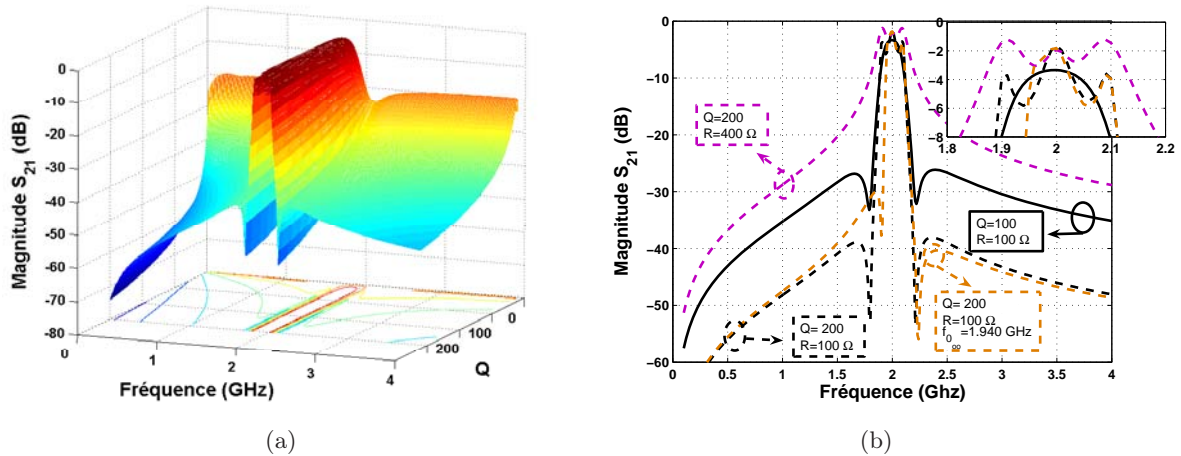 0
-10
-20
-30
-40
-50
-60
-70
-80
Magnitude S21 (dB)
0
1
2
3
4
Fréquence (GHz)
200
100
0
Q
(a)
0
-10
-20
-30
-40
-50
-60
Magnitude S21 (dB)
0 0.5 1 1.5 2 2.5 3 3.5 4
Fréquence (Ghz)
Q=200
R=400 Ω
Q=100
R=100 Ω
Q= 200
R=100 Ω
Q= 200
R=100 Ω
f0∞=1.940 GHz
0
-2
-4
-6
-8
1.8 1.9 2 2.1 2.2
(b)